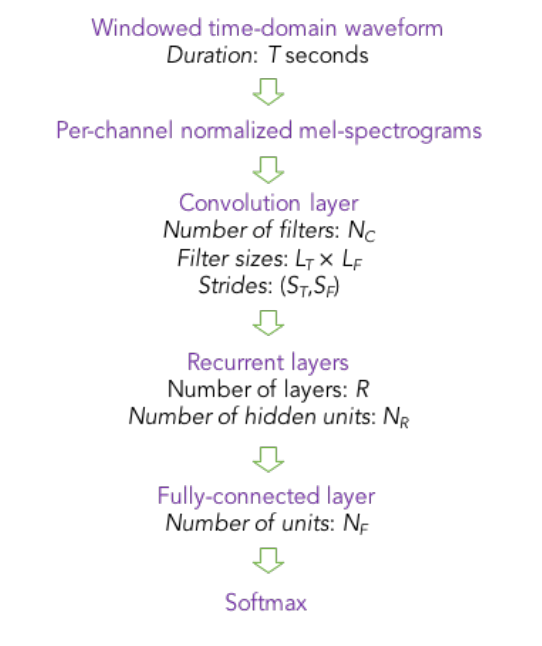 Windowed time-domain waveform
Duration: T seconds
Per-channel normalized mel-spectrograms
Convolution layer
Number of filters: N_C
Filter sizes: L_T × L_F
Strides: (S_T,S_F)
Recurrent layers
Number of layers: R
Number of hidden units: N_R
Fully-connected layer
Number of units: N_F
Softmax